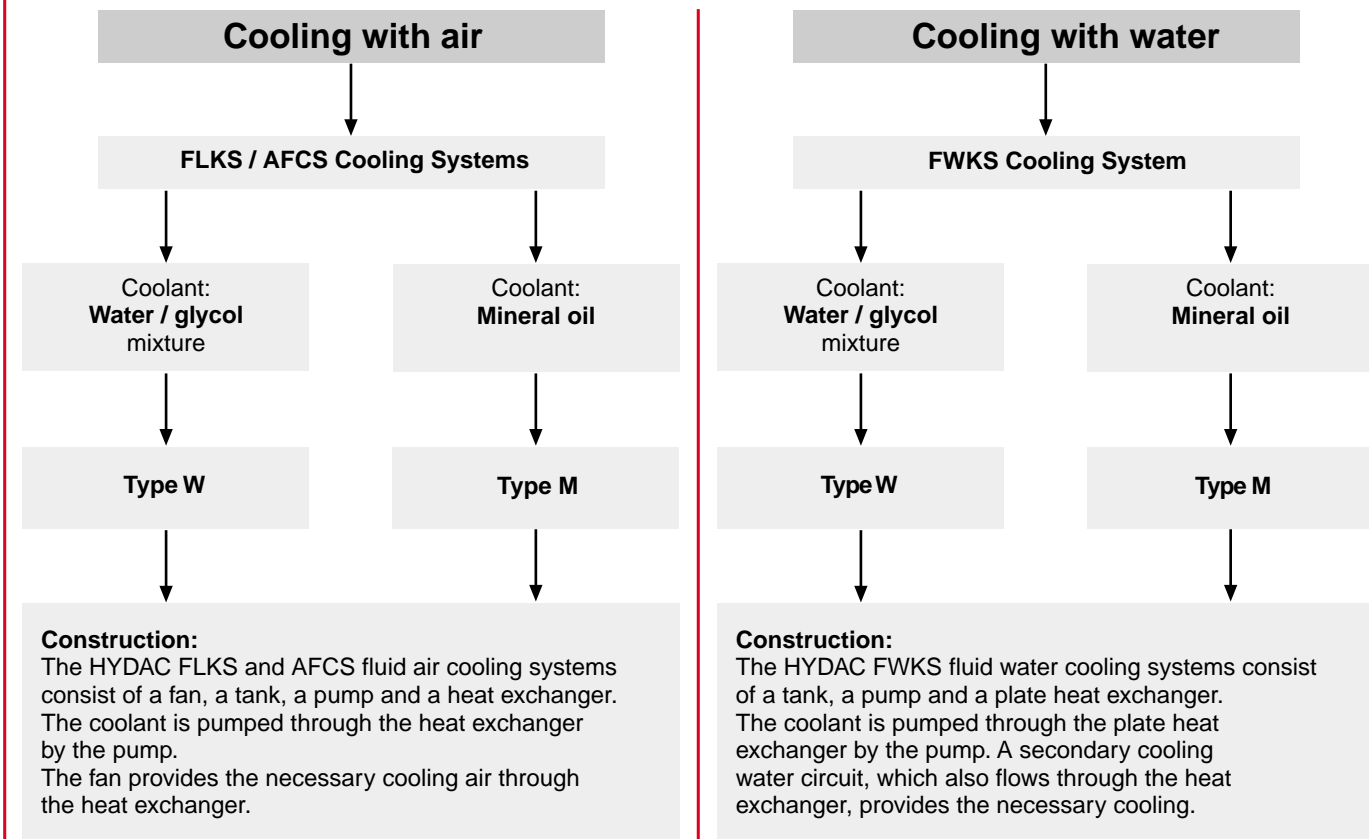 Cooling with air
FLKS / AFCS Cooling Systems
Coolant:
Water / glycol
mixture
Coolant:
Mineral oil
Type W
Type M
Construction:
The HYDAC FLKS and AFCS fluid air cooling systems
consist of a fan, a tank, a pump and a heat exchanger.
The coolant is pumped through the heat exchanger
by the pump.
The fan provides the necessary cooling air through
the heat exchanger.
Cooling with water
FWKS Cooling System
Coolant:
Water / glycol
mixture
Coolant:
Mineral oil
Type W
Type M
Construction:
The HYDAC FWKS fluid water cooling systems consist
of a tank, a pump and a plate heat exchanger.
The coolant is pumped through the plate heat
exchanger by the pump. A secondary cooling
water circuit, which also flows through the heat
exchanger, provides the necessary cooling.